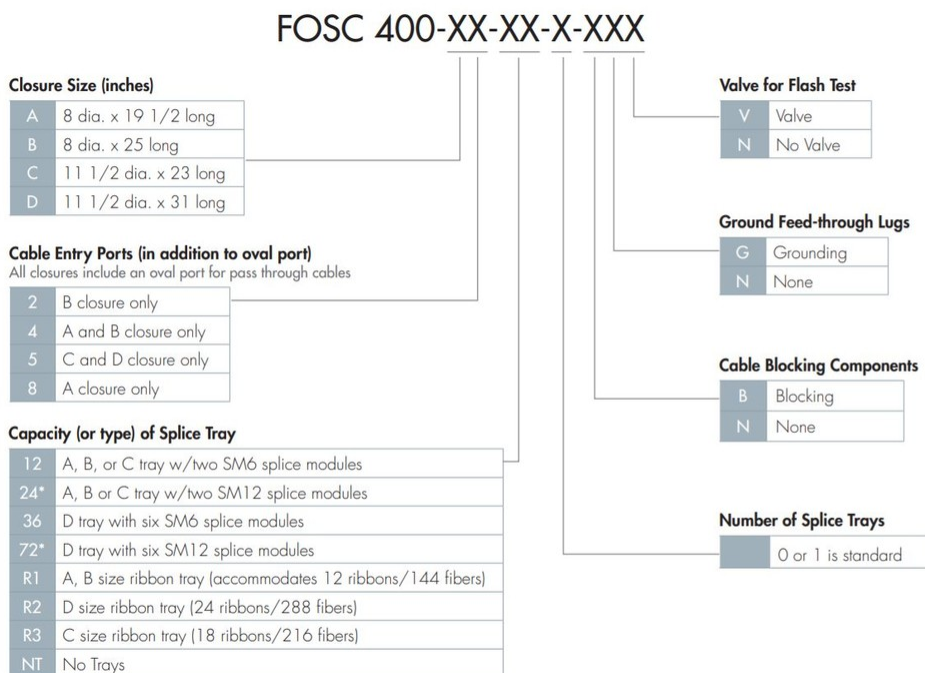 FOSC 400-XX-XX-X-XXX
Closure Size (inches)
A 8 dia. x 19 1/2 long
B 8 dia. x 25 long
C 11 1/2 dia. x 23 long
D 11 1/2 dia. x 31 long
Cable Entry Ports (in addition to oval port)
All closures include an oval port for pass through cables
2 B closure only
4 A and B closure only
5 C and D closure only
8 A closure only
Capacity (or type) of Splice Tray
12 A, B, or C tray w/two SM6 splice modules
24* A, B or C tray w/two SM12 splice modules
36 D tray with six SM6 splice modules
72* D tray with six SM12 splice modules
R1 A, B size ribbon tray (accommodates 12 ribbons/144 fibers)
R2 D size ribbon tray (24 ribbons/288 fibers)
R3 C size ribbon tray (18 ribbons/216 fibers)
NT No Trays
Valve for Flash Test
V Valve
N No Valve
Ground Feed-through Lugs
G Grounding
N None
Cable Blocking Components
B Blocking
N None
Number of Splice Trays
0 or 1 is standard